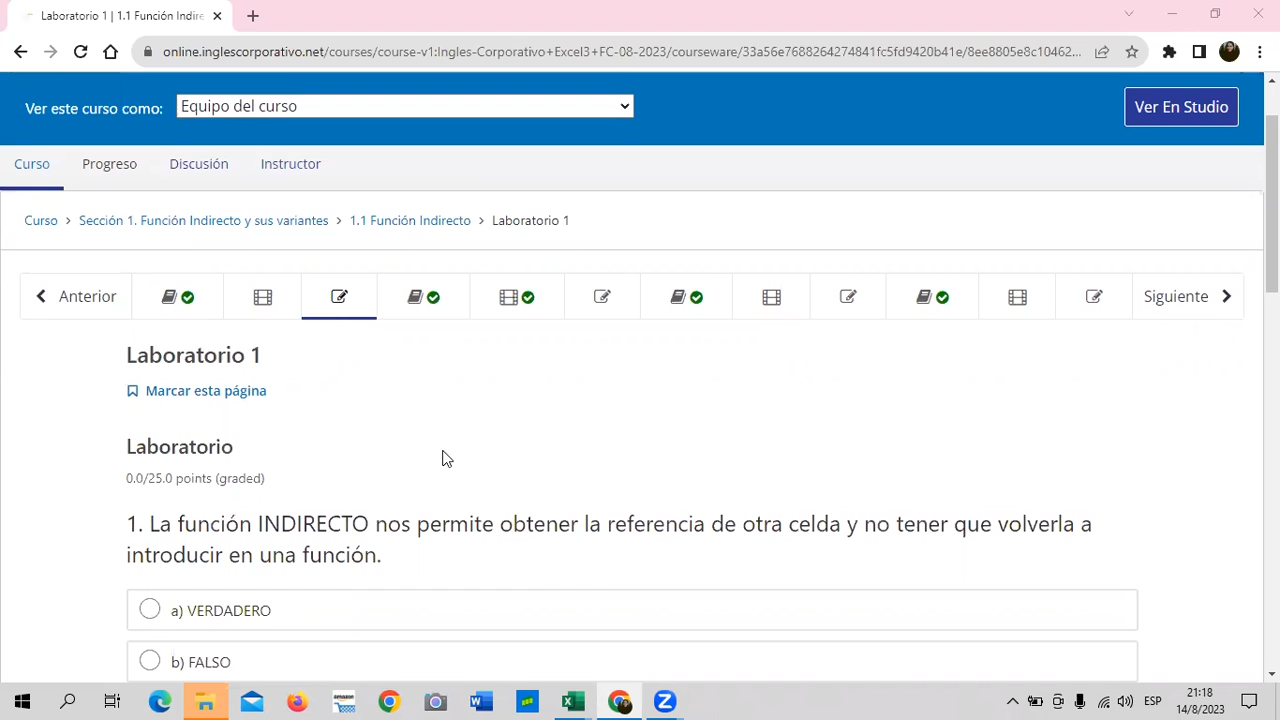 Laboratorio 1 | 1.1 Función Indire
online.inglescorporativo.net/courses/course-v1:Ingles-Corporativo+Excel3+FC-08-2023/courseware/33a56e7688264274841fc5fd9420b41e/8ee8805e8c10462...
Ver este curso como:
Equipo del curso
Ver En Studio
Curso
Progreso
Discusión
Instructor
Curso > Sección 1. Función Indirecto y sus variantes > 1.1 Función Indirecto > Laboratorio 1
Anterior
Siguiente
Laboratorio 1
Marcar esta página
Laboratorio
0.0/25.0 points (graded)
1. La función INDIRECTO nos permite obtener la referencia de otra celda y no tener que volverla a
introducir en una función.
a) VERDADERO
b) FALSO
amazon
ESP
21:18
14/8/2023